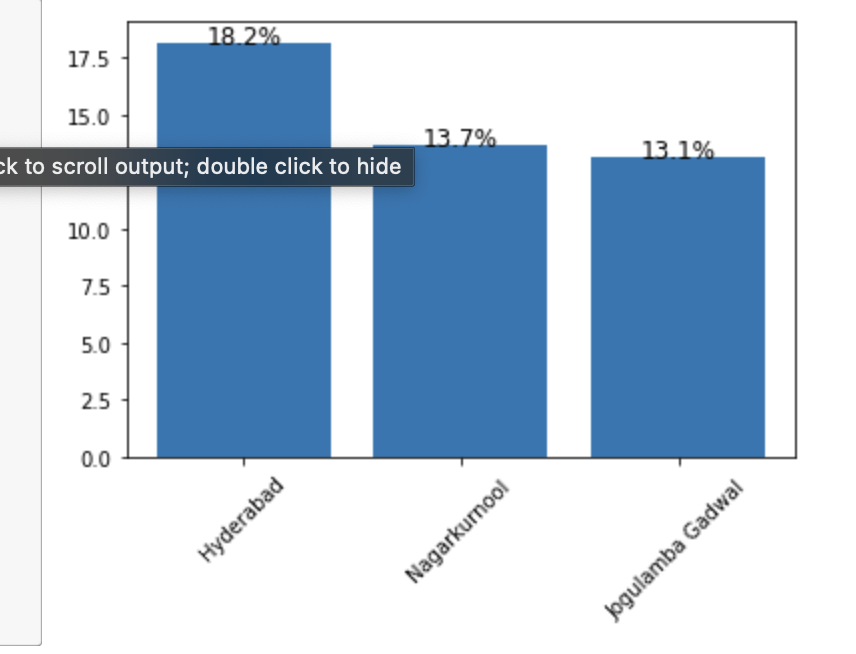 18.2%
17.5
15.0
13.7%
13.1%
ck to scroll output; double click to hide
10.0
7.5
5.0
2.5
0.0
Hyderabad
Nagarkurnool
Jogulamba Gadwal